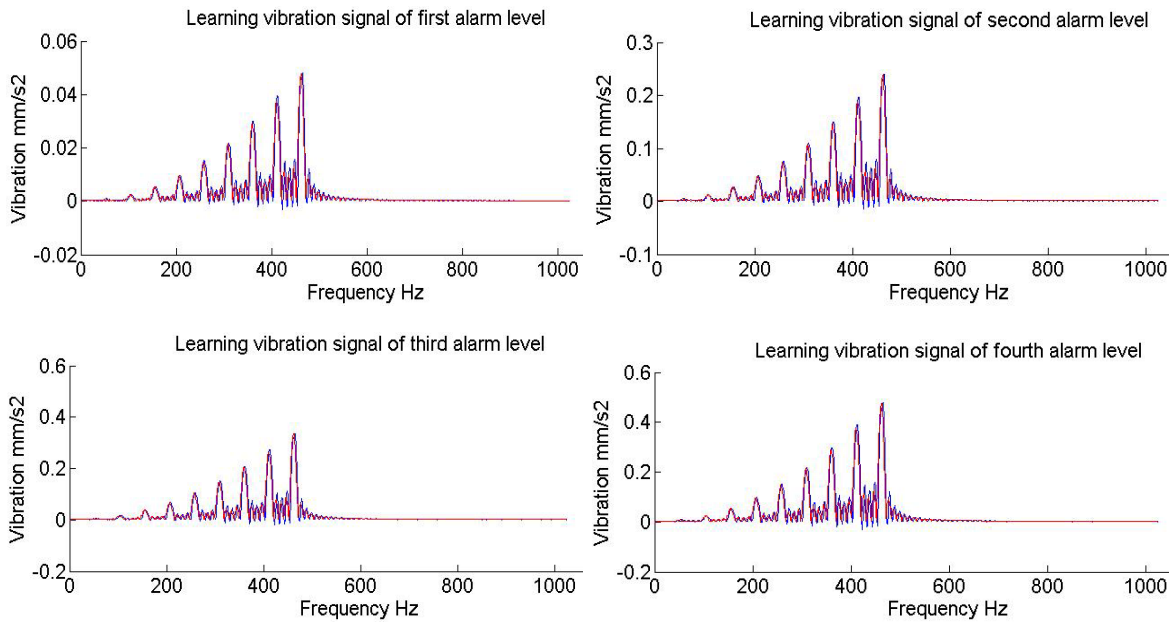 Learning vibration signal of first alarm level
0.06
0.04
0.02
0
-0.02
Vibration mm/s2
0 200 400 600 800 1000
Frequency Hz
Learning vibration signal of second alarm level
0.3
0.2
0.1
0
-0.1
Vibration mm/s2
0 200 400 600 800 1000
Frequency Hz
Learning vibration signal of third alarm level
0.6
0.4
0.2
0
-0.2
Vibration mm/s2
0 200 400 600 800 1000
Frequency Hz
Learning vibration signal of fourth alarm level
0.6
0.4
0.2
0
-0.2
Vibration mm/s2
0 200 400 600 800 1000
Frequency Hz